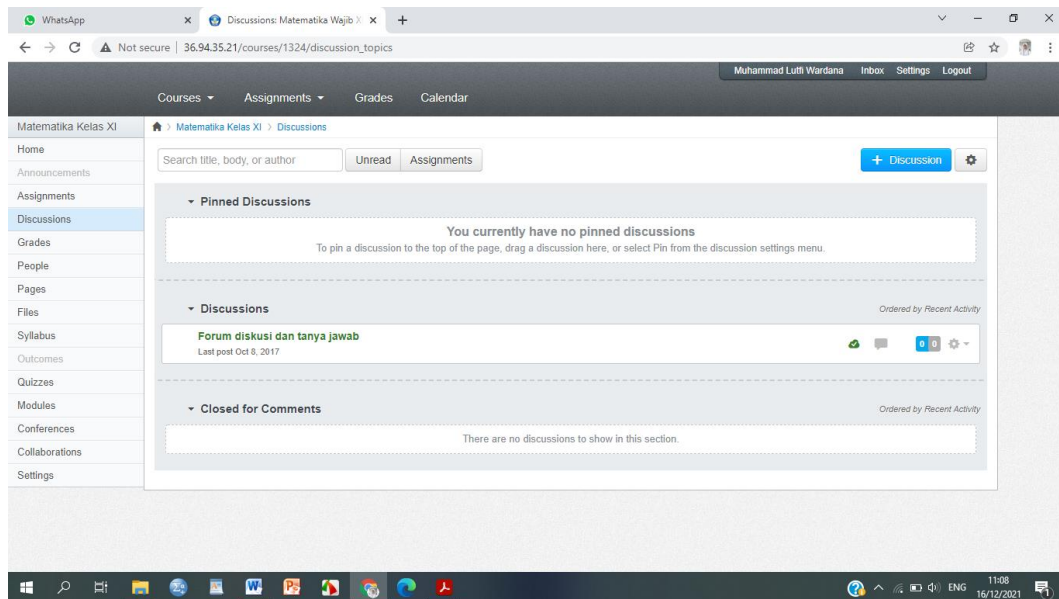 WhatsApp
Discussions: Matematika Wajib X
Not secure 36.94.35.21/courses/1324/discussion_topics
Muhammad Lutfi Wardana Inbox Settings Logout
Courses Assignments Grades Calendar
Matematika Kelas XI
Home
Announcements
Assignments
Discussions
Grades
People
Pages
Files
Syllabus
Outcomes
Quizzes
Modules
Conferences
Collaborations
Settings
Matematika Kelas XI > Discussions
Search title, body, or author Unread Assignments + Discussion
Pinned Discussions
You currently have no pinned discussions
To pin a discussion to the top of the page, drag a discussion here, or select Pin from the discussion settings menu.
Discussions Ordered by Recent Activity
Forum diskusi dan tanya jawab
Last post Oct 8, 2017
0 0
Closed for Comments Ordered by Recent Activity
There are no discussions to show in this section.
ENG
11:08
16/12/2021